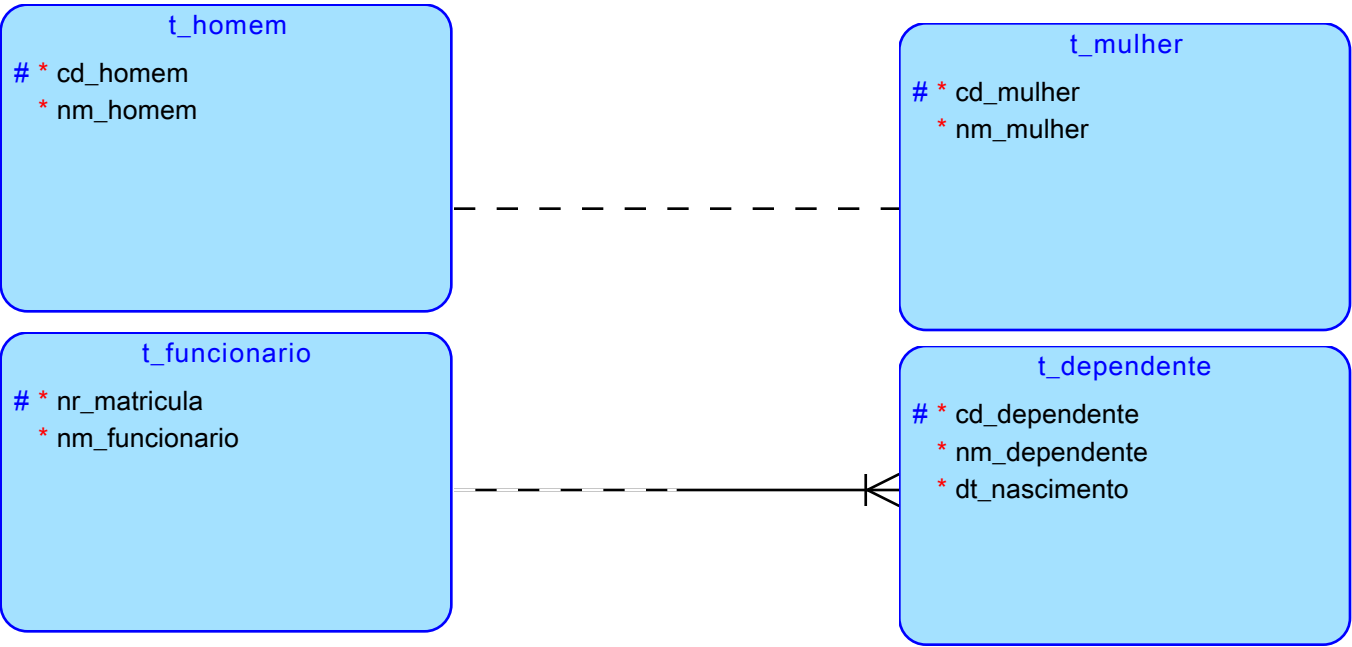 t_homem
# * cd_homem
* nm_homem
t_mulher
# * cd_mulher
* nm_mulher
t_funcionario
# * nr_matricula
* nm_funcionario
t_dependente
# * cd_dependente
* nm_dependente
* dt_nascimento